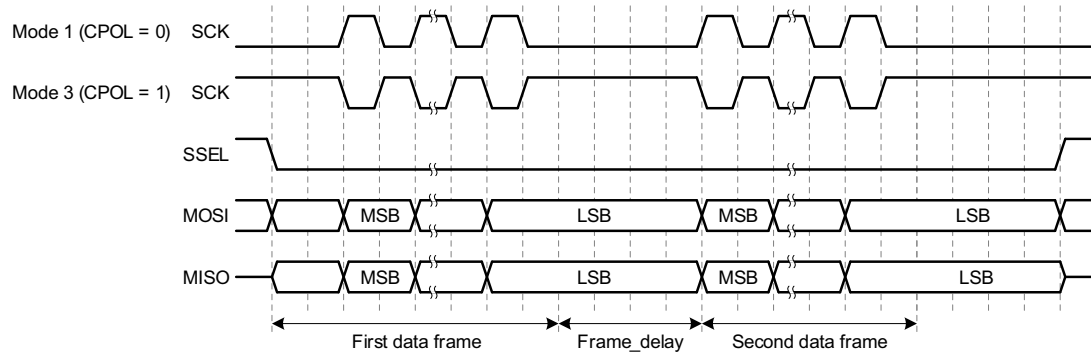 Mode 1 (CPOL = 0) SCK
Mode 3 (CPOL = 1) SCK
SSEL
MOSI MSB LSB MSB LSB
MISO MSB LSB MSB LSB
First data frame Frame_delay Second data frame